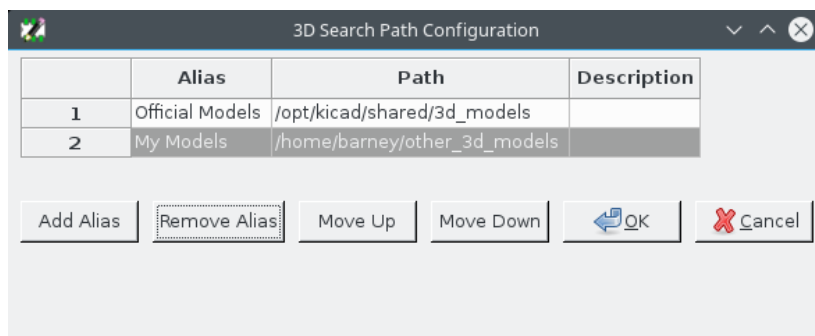 3D Search Path Configuration
Alias Path Description
1 Official Models /opt/kicad/shared/3d_models
2 My Models /home/barney/other_3d_models
Add Alias Remove Alias Move Up Move Down OK Cancel